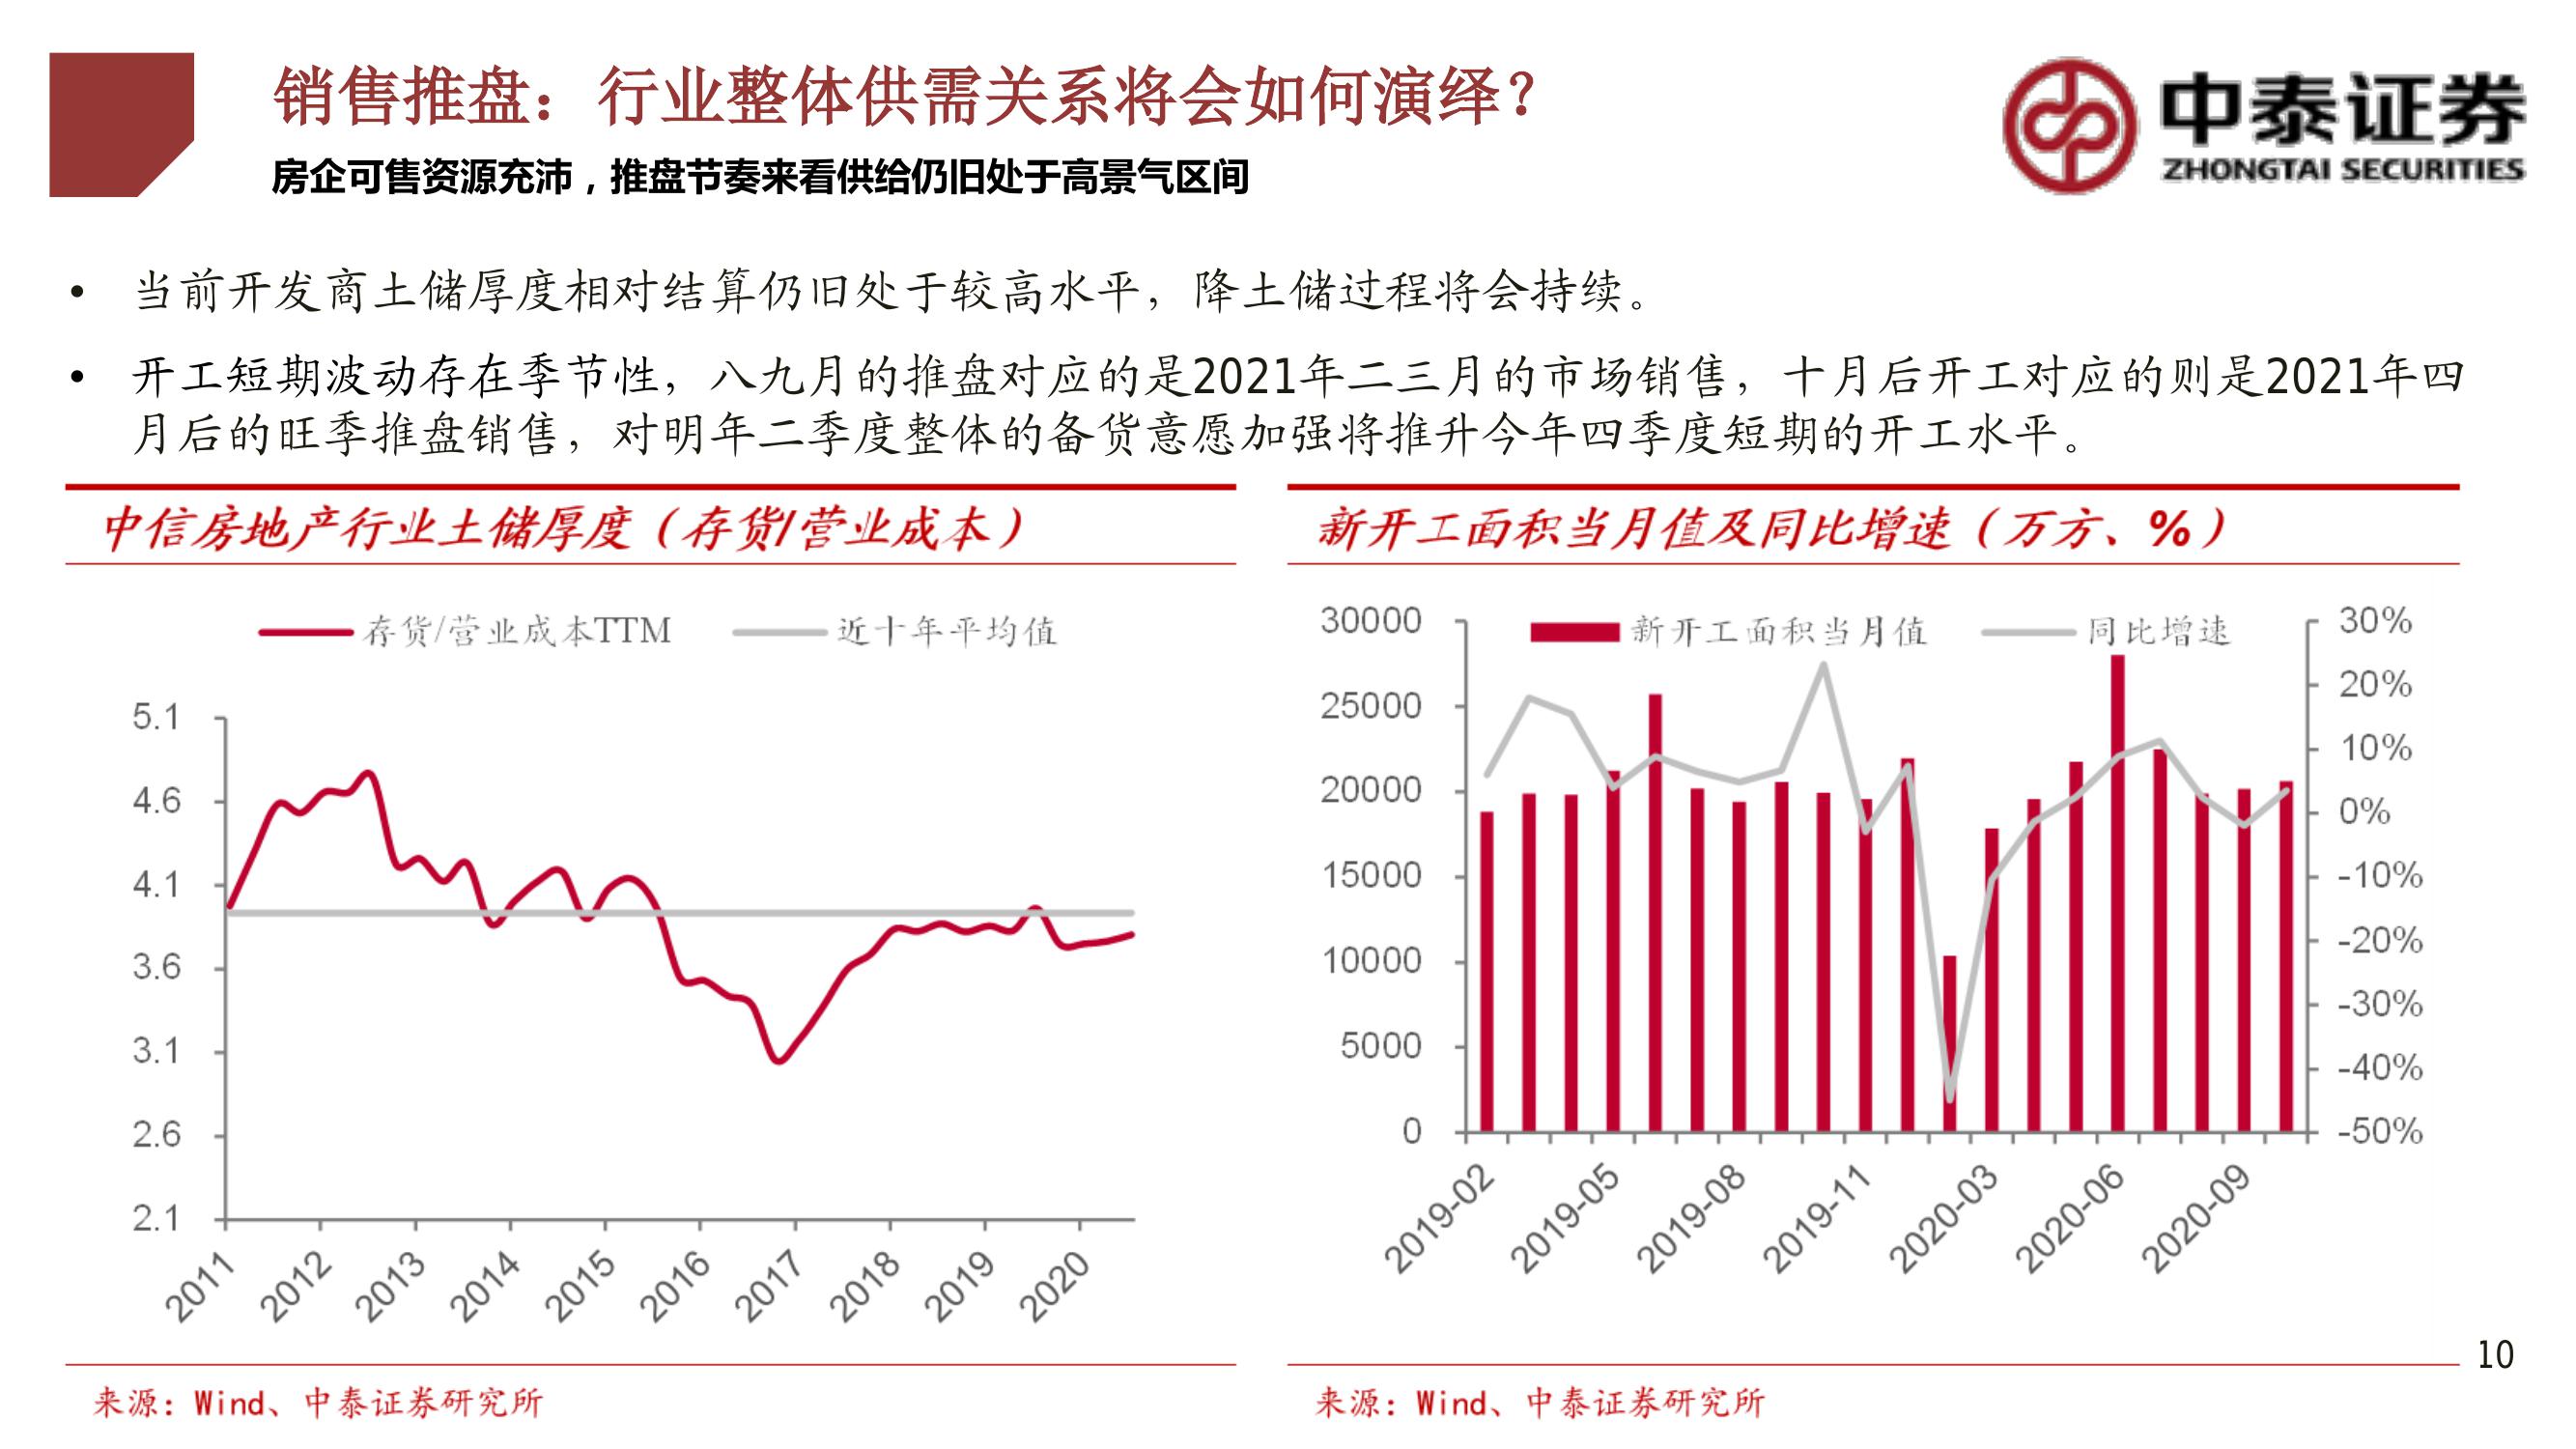 销售推盘：行业整体供需关系将会如何演绎？
房企可售资源充沛，推盘节奏来看供给仍旧处于高景气区间
中泰证券
ZHONGTAI SECURITIES
• 当前开发商土储厚度相对结算仍旧处于较高水平，降土储过程将会持续。
• 开工短期波动存在季节性，八九月的推盘对应的是2021年二三月的市场销售，十月后开工对应的则是2021年四
月后的旺季推盘销售，对明年二季度整体的备货意愿加强将推升今年四季度短期的开工水平。
中信房地产行业土储厚度（存货/营业成本）
存货/营业成本TTM 近十年平均值
5.1
4.6
4.1
3.6
3.1
2.6
2.1
2011 2012 2013 2014 2015 2016 2017 2018 2019 2020
来源：Wind、中泰证券研究所
新开工面积当月值及同比增速（万方、%）
新开工面积当月值 同比增速
30000
25000
20000
15000
10000
5000
0
30%
20%
10%
0%
-10%
-20%
-30%
-40%
-50%
2019-02 2019-05 2019-08 2019-11 2020-03 2020-06 2020-09
来源：Wind、中泰证券研究所
10